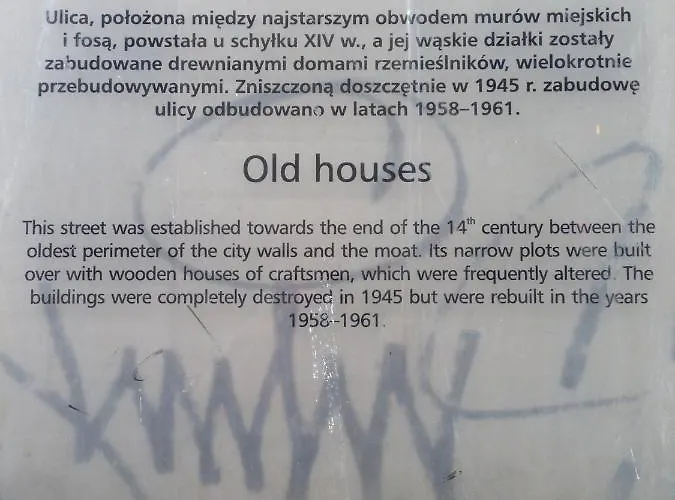 Ulica, położona między najstarszym obwodem murów miejskich
i fosą, powstała u schyłku XIV w., a jej wąskie działki zostały
zabudowane drewnianymi domami rzemieślników, wielokrotnie
przebudowywanymi. Zniszczoną doszczętnie w 1945 r. zabudowę
ulicy odbudowano w latach 1958–1961.
Old houses
This street was established towards the end of the 14th century between the
oldest perimeter of the city walls and the moat. Its narrow plots were built
over with wooden houses of craftsmen, which were frequently altered. The
buildings were completely destroyed in 1945 but were rebuilt in the years
1958–1961.